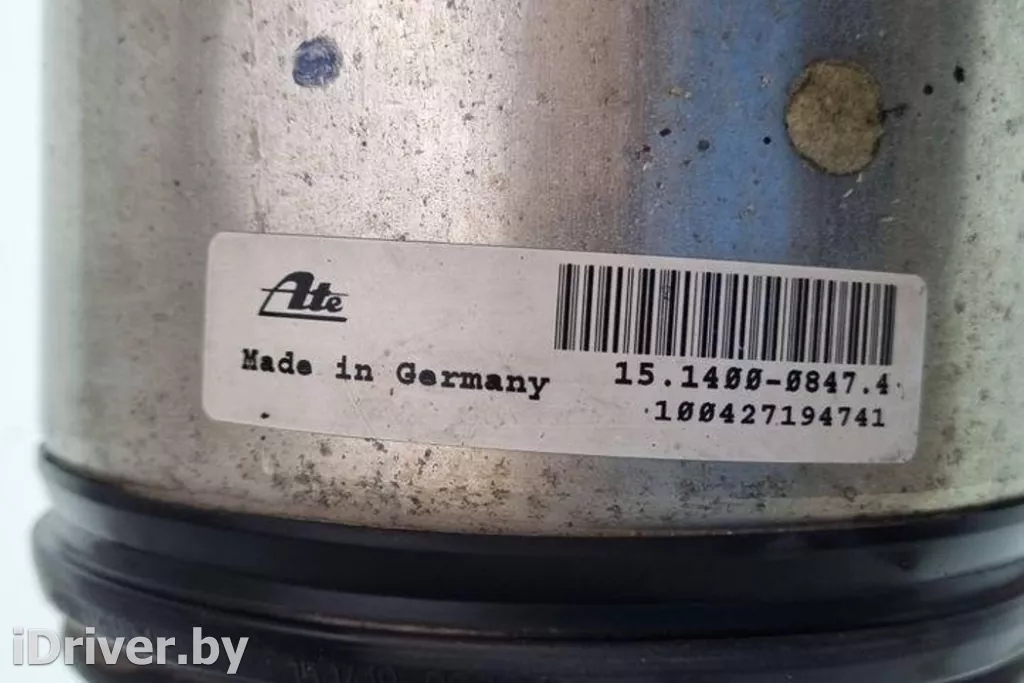 Ate
Made in Germany
15.1400-0847.4
100427194741
iDriver.by